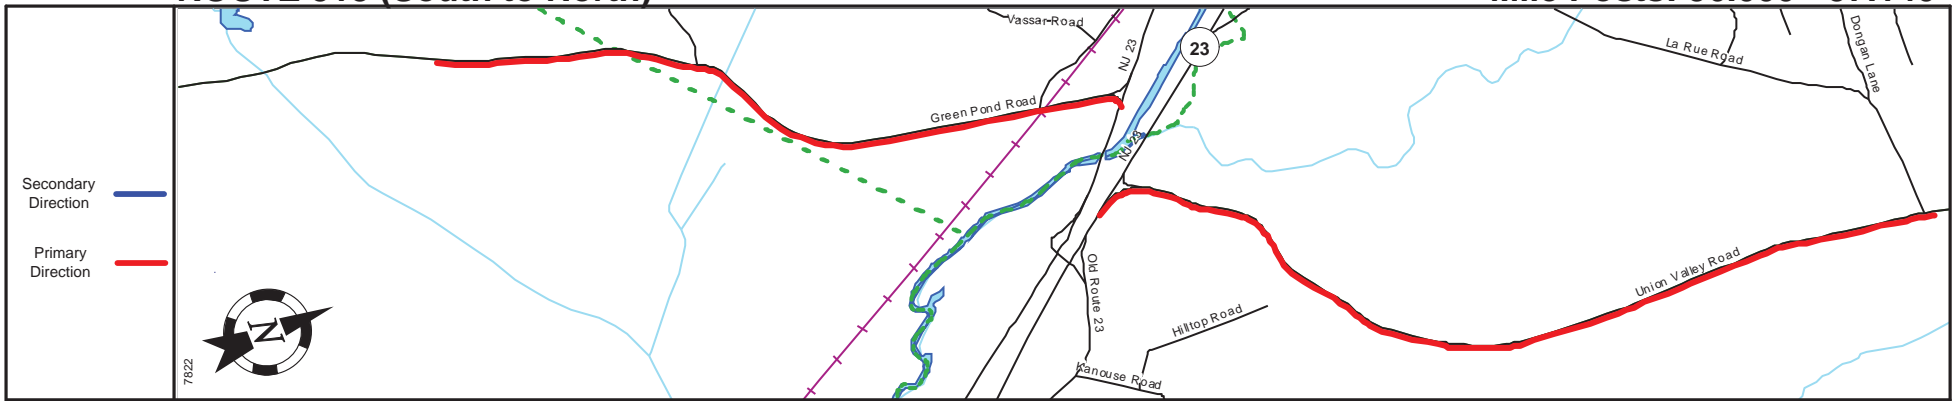 Vassar Road
NJ 23
23
La Rue Road
Dongan Lane
Green Pond Road
NJ 23
Secondary
Direction
Primary
Direction
Old Route 23
Union Valley Road
Hilltop Road
Kanouse Road
N
7822